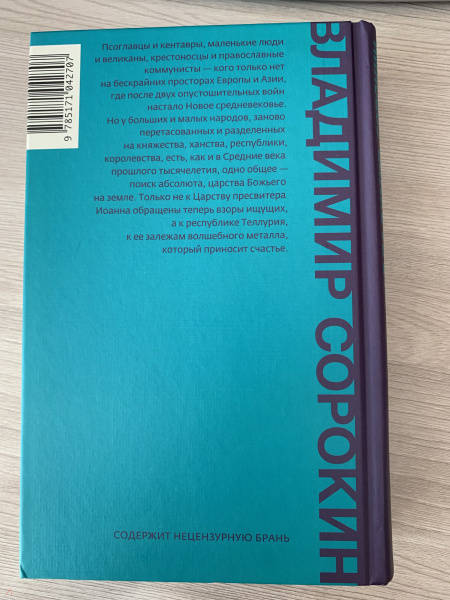 Псоглавцы и кентавры, маленькие люди
и великаны, крестоносцы и православные
коммунисты — кого только нет
на бескрайних просторах Европы и Азии,
где после двух опустошительных войн
настало Новое средневековье.
Но у больших и малых народов, заново
перетасованных и разделенных
на княжества, ханства, республики,
королевства, есть, как и в Средние века
прошлого тысячелетия, одно общее —
поиск абсолюта, царства Божьего
на земле. Только не к Царству пресвитера
Иоанна обращены теперь взоры ищущих,
а к республике Теллурия,
к ее залежам волшебного металла,
который приносит счастье.
ВЛАДИМИР СОРОКИН
9 785171 042707
СОДЕРЖИТ НЕЦЕНЗУРНУЮ БРАНЬ